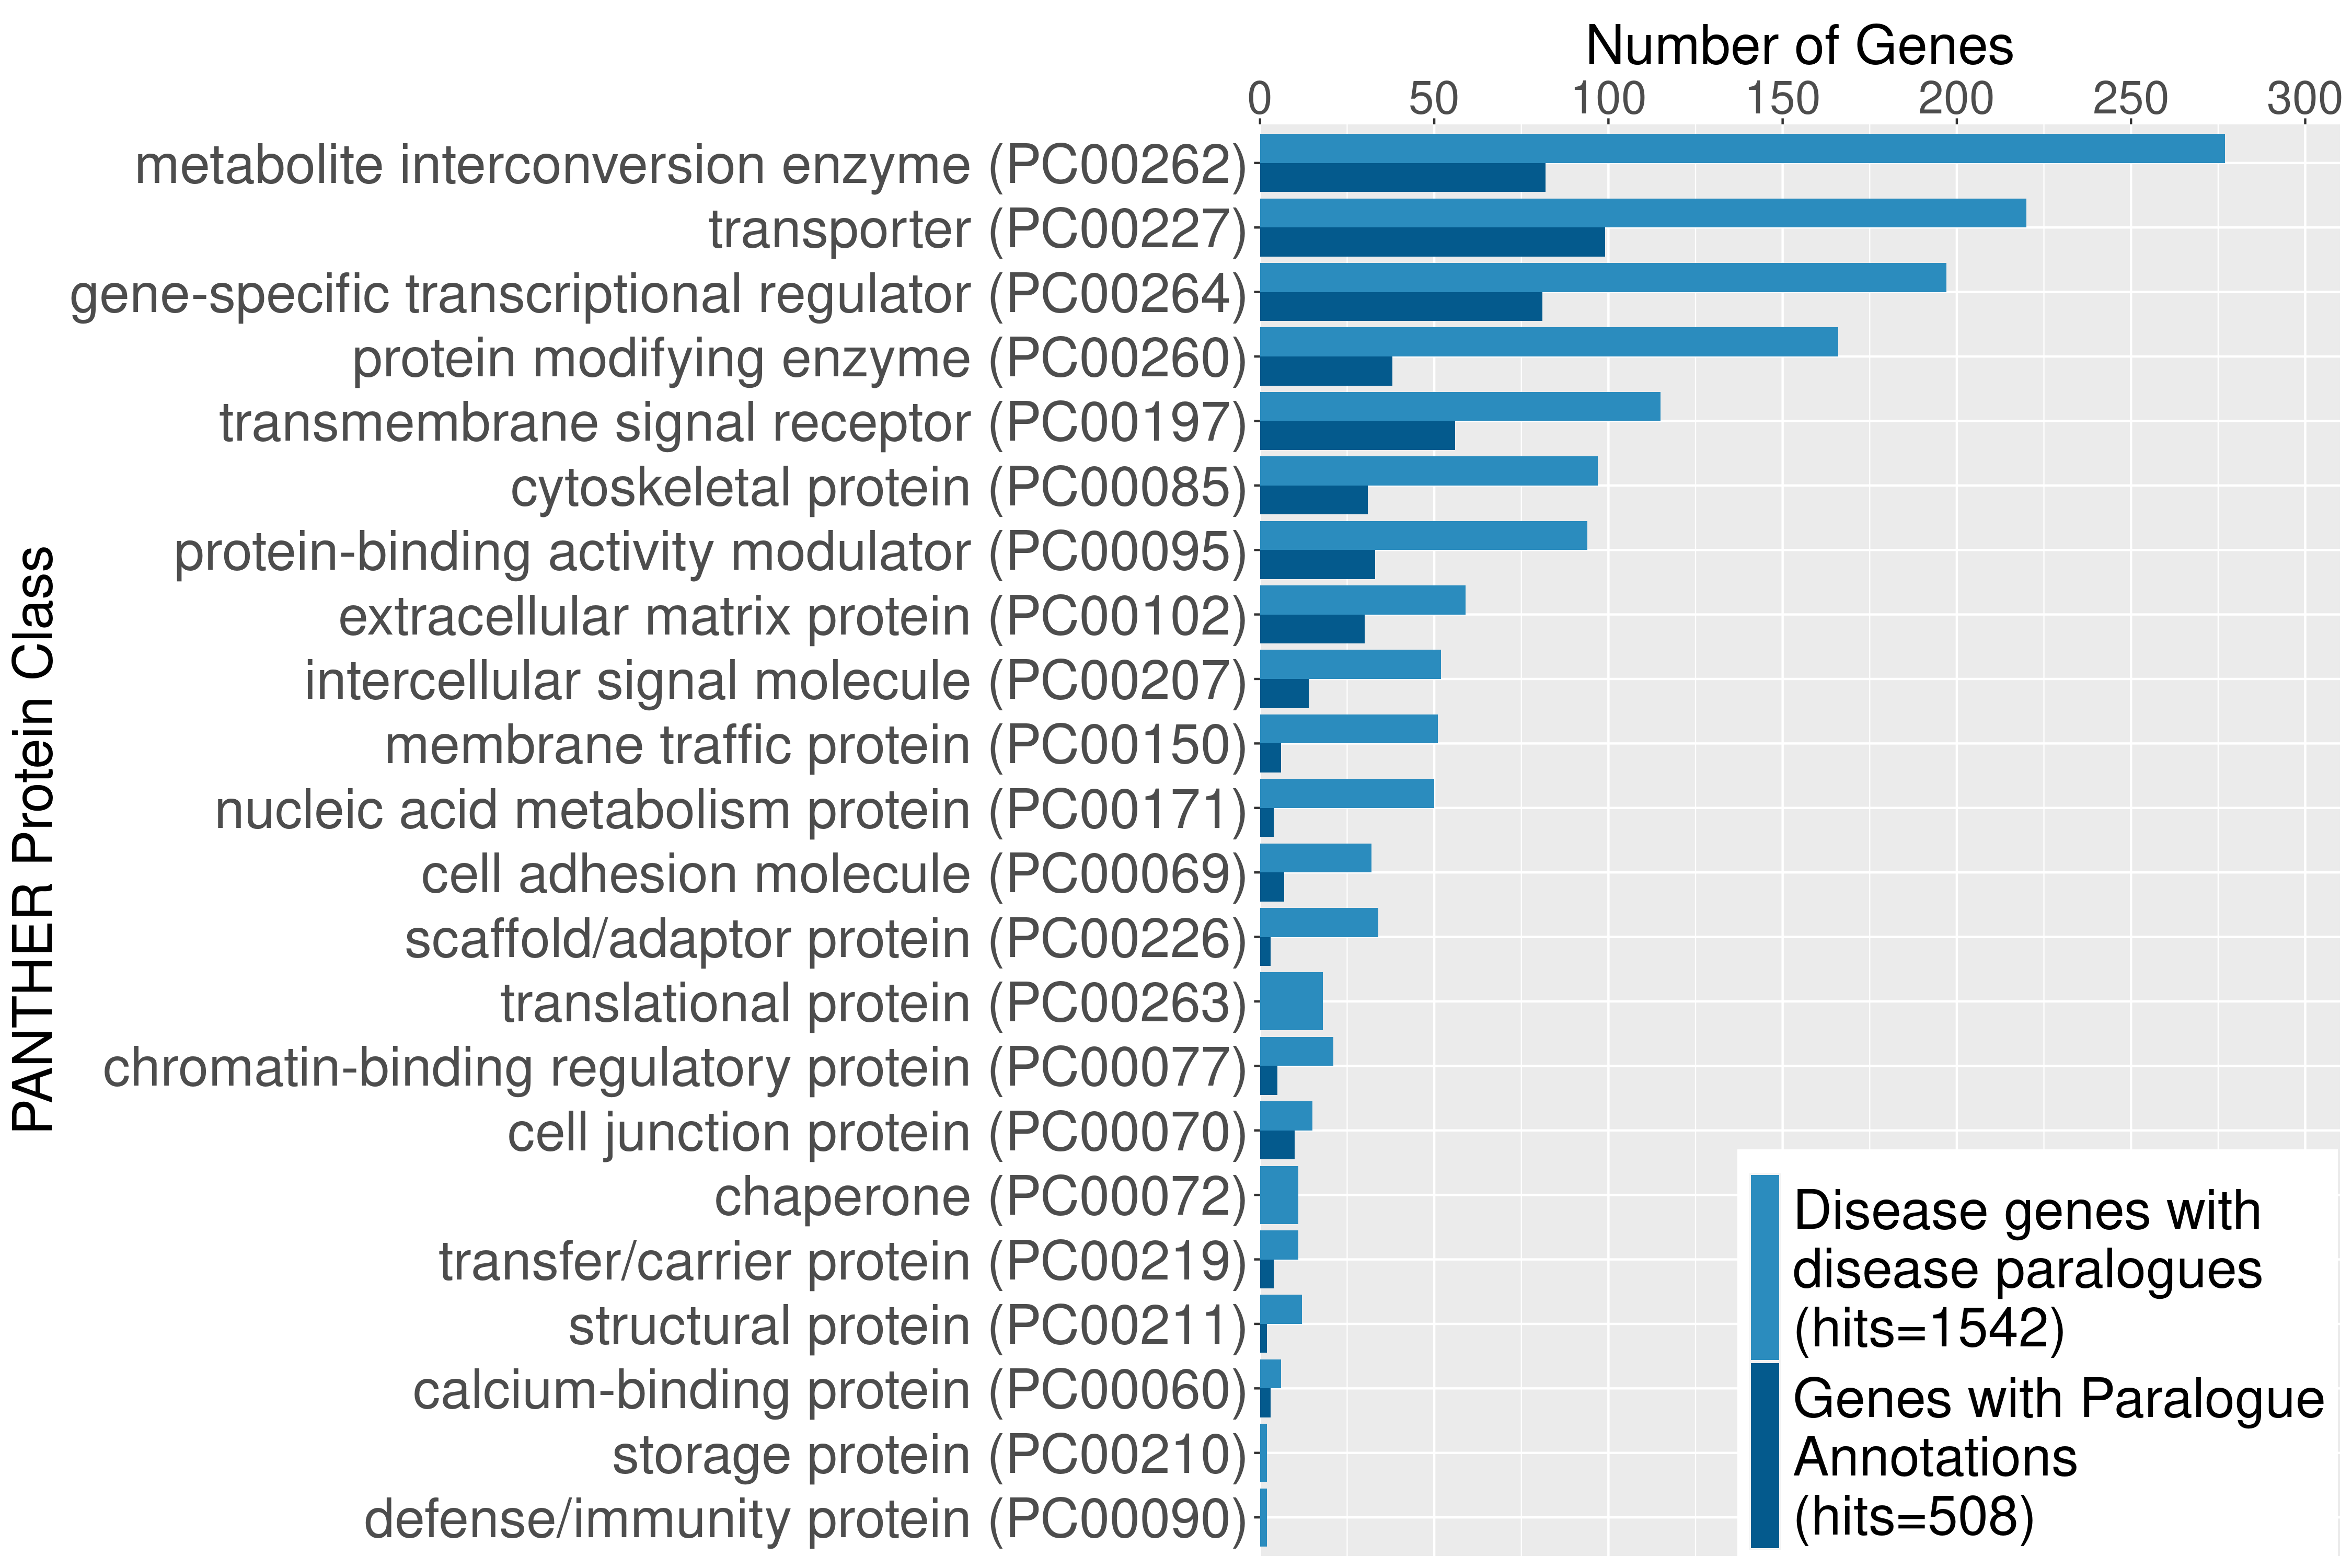 Number of Genes
0 50 100 150 200 250 300
metabolite interconversion enzyme (PC00262)
transporter (PC00227)
gene-specific transcriptional regulator (PC00264)
protein modifying enzyme (PC00260)
transmembrane signal receptor (PC00197)
cytoskeletal protein (PC00085)
protein-binding activity modulator (PC00095)
extracellular matrix protein (PC00102)
intercellular signal molecule (PC00207)
membrane traffic protein (PC00150)
nucleic acid metabolism protein (PC00171)
cell adhesion molecule (PC00069)
scaffold/adaptor protein (PC00226)
translational protein (PC00263)
chromatin-binding regulatory protein (PC00077)
cell junction protein (PC00070)
chaperone (PC00072)
transfer/carrier protein (PC00219)
structural protein (PC00211)
calcium-binding protein (PC00060)
storage protein (PC00210)
defense/immunity protein (PC00090)
PANTHER Protein Class
Disease genes with
disease paralogues
(hits=1542)
Genes with Paralogue
Annotations
(hits=508)